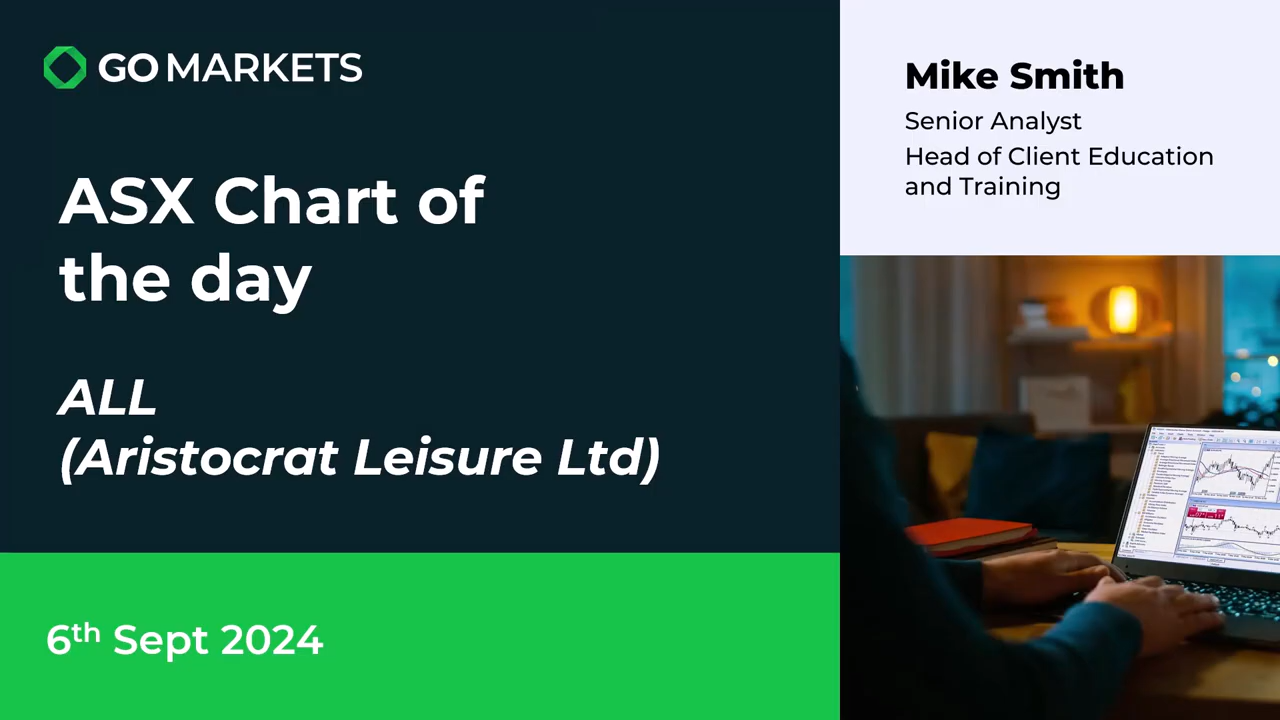 GO MARKETS
ASX Chart of
the day
ALL
(Aristocrat Leisure Ltd)
6th Sept 2024
Mike Smith
Senior Analyst
Head of Client Education
and Training